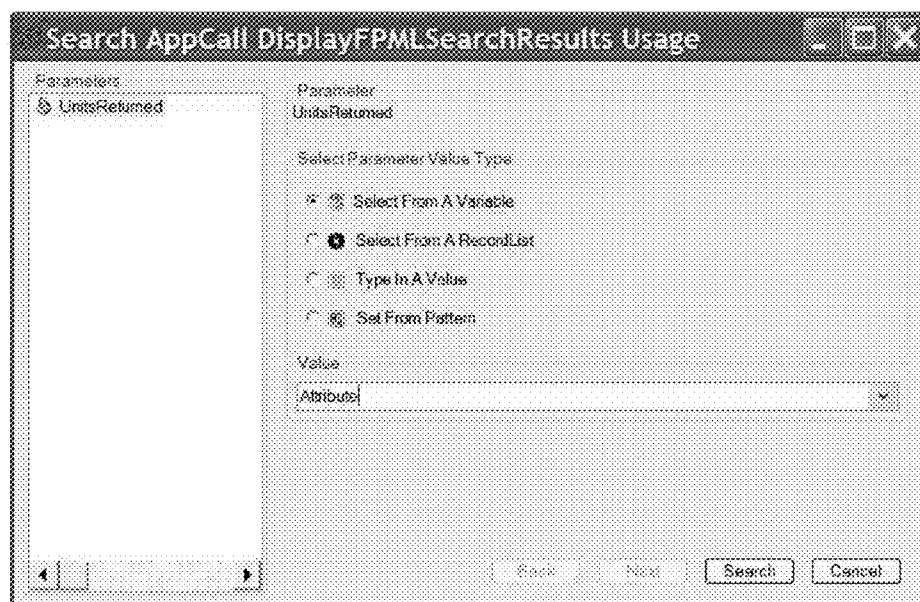 Search AppCall DisplayFPMLSearchResults Usage
Parameters
UnitsReturned
Parameter
UnitsReturned
Select Parameter Value Type
Select From A Variable
Select From A RecordList
Type In A Value
Set From Pattern
Value
Attribute
Back Next Search Cancel